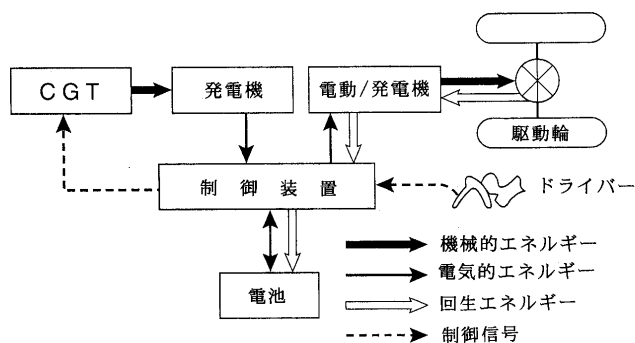 CGT
発電機
電動/発電機
駆動輪
制御装置
ドライバー
電池
機械的エネルギー
電気的エネルギー
回生エネルギー
制御信号